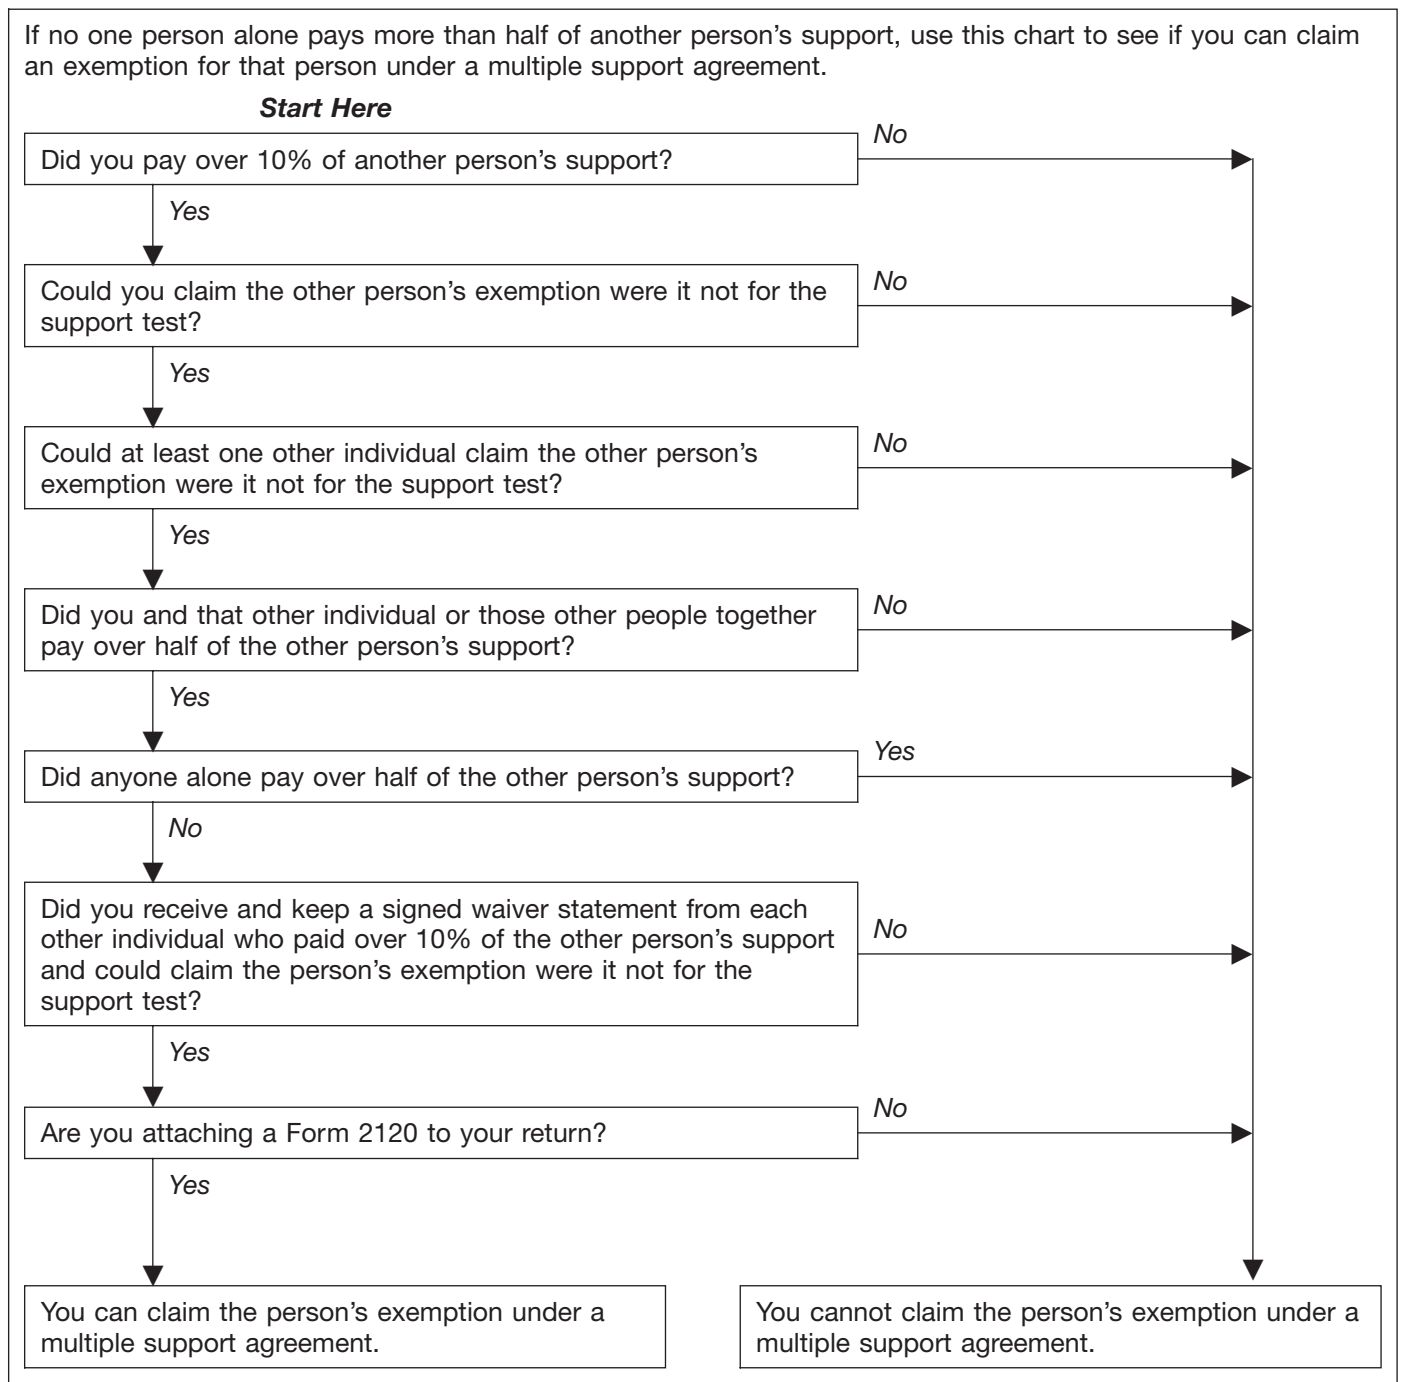 If no one person alone pays more than half of another person’s support, use this chart to see if you can claim
an exemption for that person under a multiple support agreement.
Start Here
Did you pay over 10% of another person’s support?
No
Yes
Could you claim the other person’s exemption were it not for the
support test?
No
Yes
Could at least one other individual claim the other person’s
exemption were it not for the support test?
No
Yes
Did you and that other individual or those other people together
pay over half of the other person’s support?
No
Yes
Did anyone alone pay over half of the other person’s support?
Yes
No
Did you receive and keep a signed waiver statement from each
other individual who paid over 10% of the other person’s support
and could claim the person’s exemption were it not for the
support test?
No
Yes
Are you attaching a Form 2120 to your return?
No
Yes
You can claim the person’s exemption under a
multiple support agreement.
You cannot claim the person’s exemption under a
multiple support agreement.